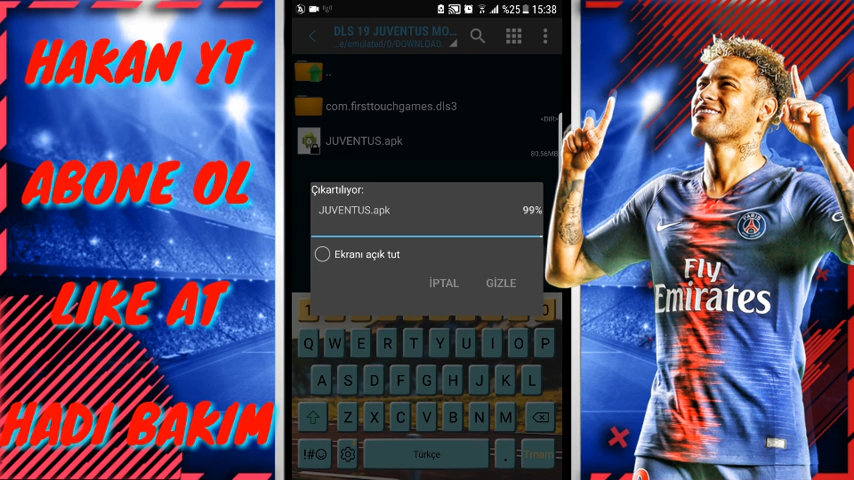 HAKAN YT
ABONE OL
LIKE AT
HADI BAKIM
%25 15:38
DLS 19 JUVENTUS MO...
..e/emulated/0/DOWNLOAD
..
com.firsttouchgames.dls3
<DIR>
JUVENTUS.apk
80.56MB
Çıkartılıyor:
JUVENTUS.apk 99%
Ekranı açık tut
İPTAL GİZLE
Q W E R T Y U I O P
A S D F G H J K L
Z X C V B N M
!#☺ Türkçe . Tmam
Fly
Emirates
PARIS